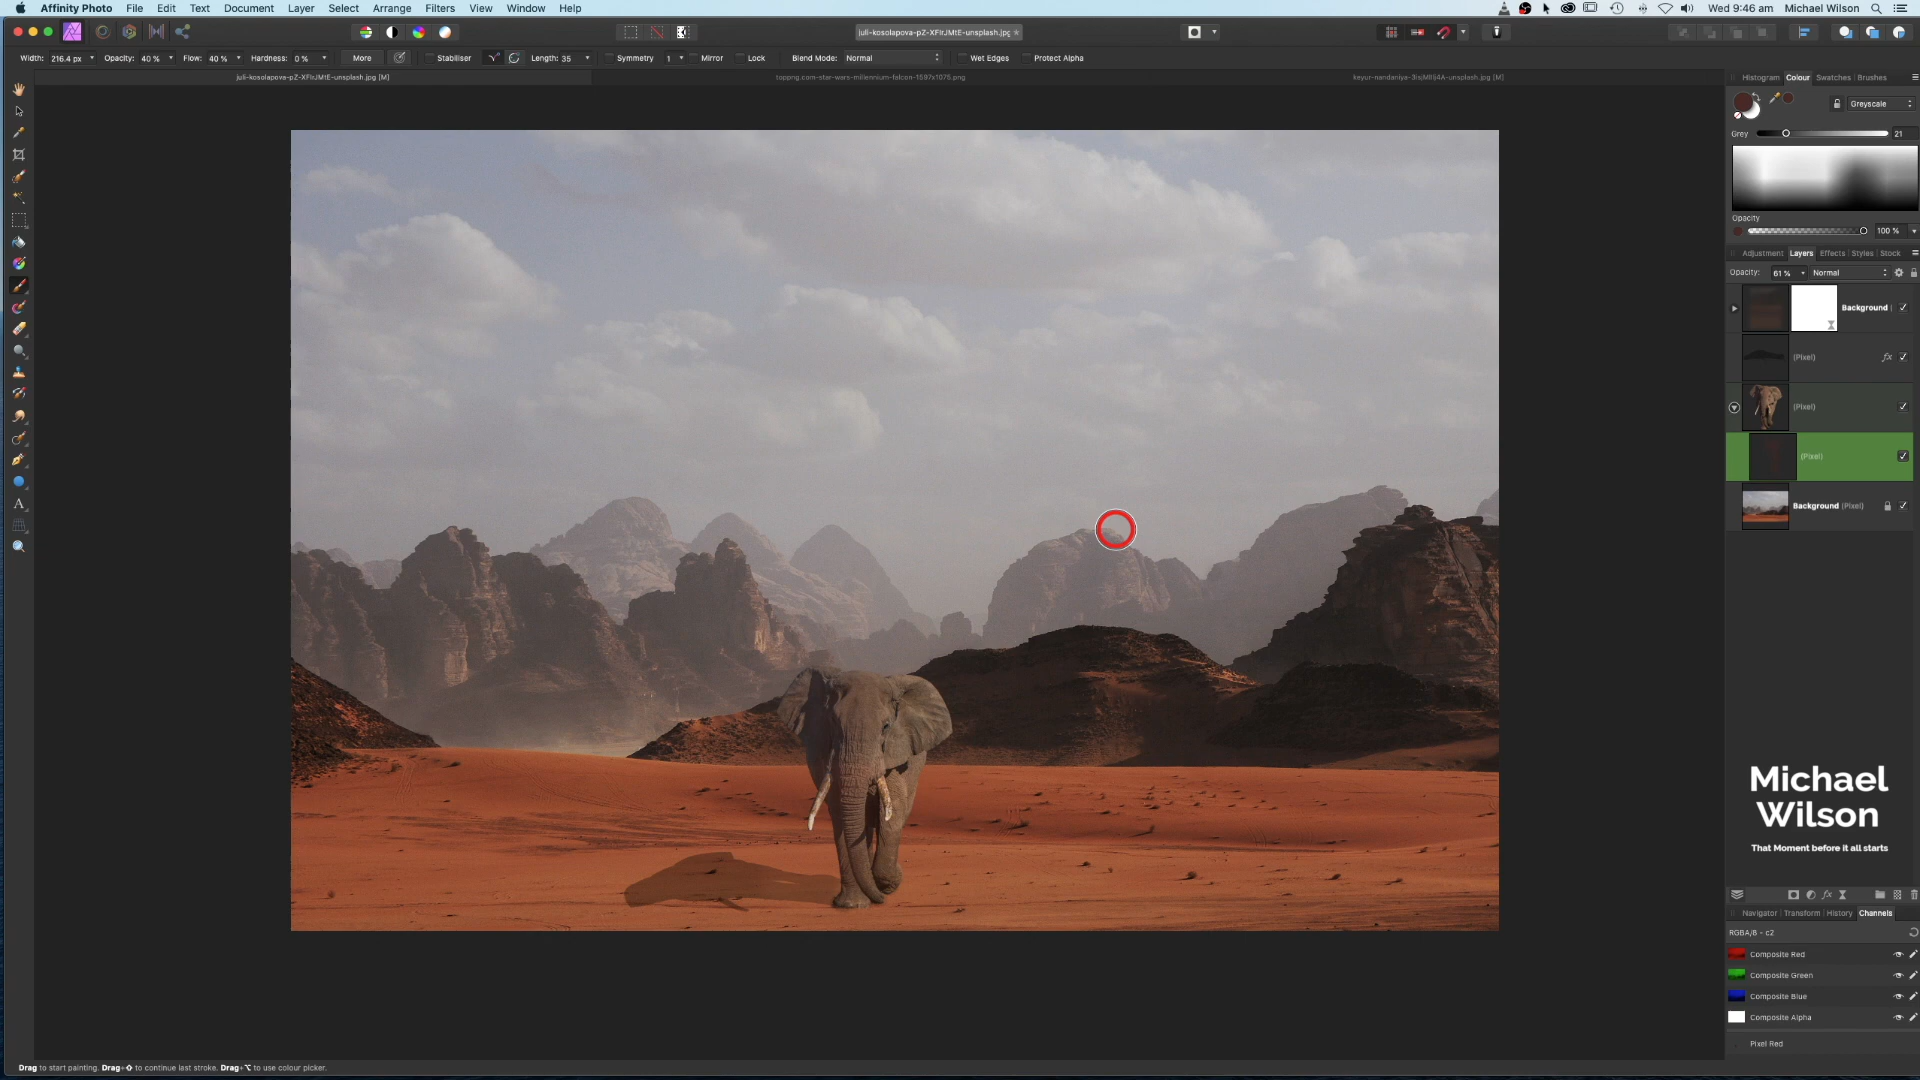 Affinity Photo File Edit Text Document Layer Select Arrange Filters View Window Help Wed 9:46 am Michael Wilson
juli-kosolapova-pZ-XFIrJMtE-unsplash.jpg
Width: 216.4 px Opacity: 40 % Flow: 40 % Hardness: 0 % More Stabiliser Length: 35 Symmetry 1 Mirror Lock Blend Mode: Normal Wet Edges Protect Alpha
juli-kosolapova-pZ-XFIrJMtE-unsplash.jpg [M] toppng.com-star-wars-millennium-falcon-1597x1075.png
Histogram Colour Swatches Brushes
Greyscale
Grey 21
Opacity
100 %
Adjustment Layers Effects Styles Stock
Opacity: 61 % Normal
Background
(Pixel) fx
(Pixel)
(Pixel)
Background (Pixel)
A
Michael
Wilson
That Moment before it all starts
fx
Navigator Transform History Channels
RGBA/8 - c2
Composite Red
Composite Green
Composite Blue
Composite Alpha
Pixel Red
Drag to start painting. Drag+⇧ to continue last stroke. Drag+⌥ to use colour picker.